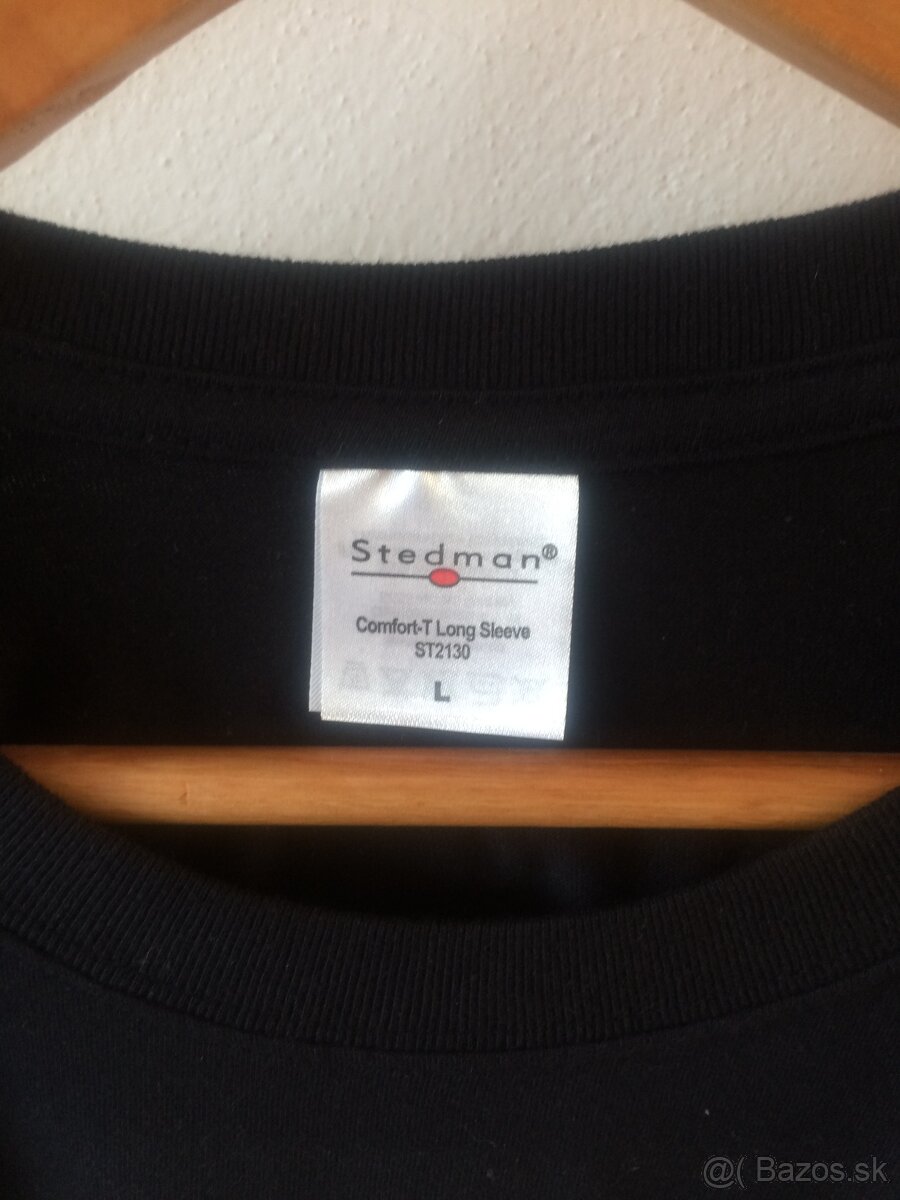 Stedman®
Comfort-T Long Sleeve
ST2130
L
@( Bazos.sk